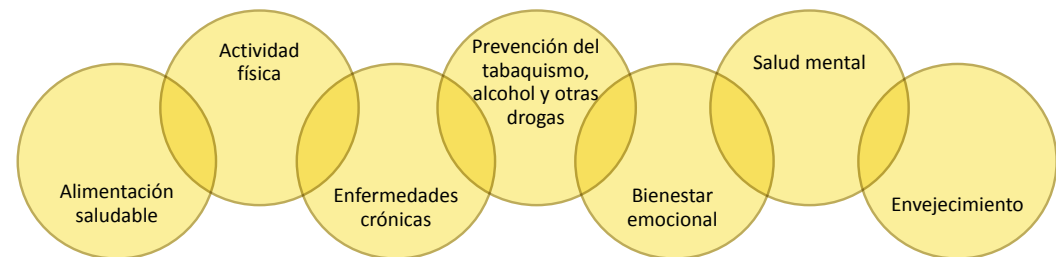 Alimentación
saludable
Actividad
física
Enfermedades
crónicas
Prevención del
tabaquismo,
alcohol y otras
drogas
Bienestar
emocional
Salud mental
Envejecimiento